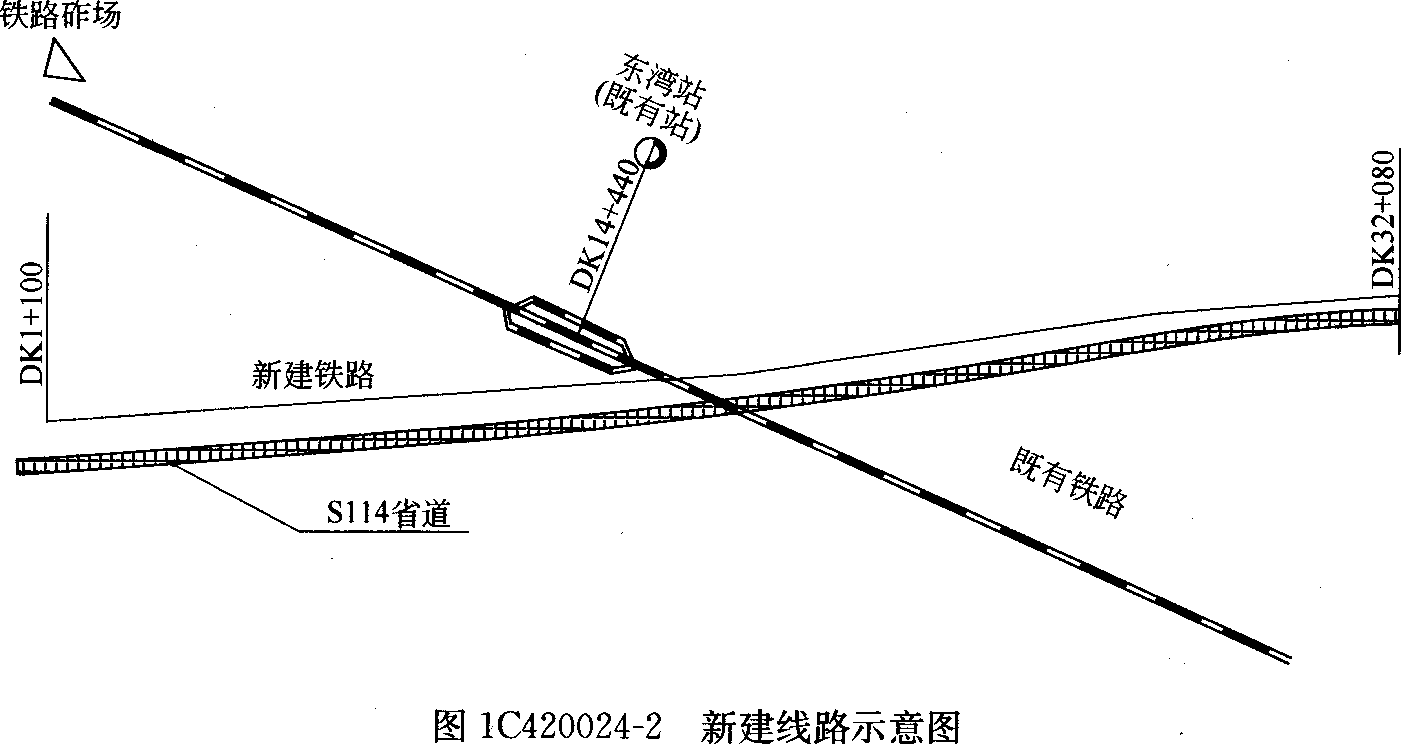 铁路砟场
东湾站
(既有站)
DK14+440
DK32+080
DK1+100
新建铁路
既有铁路
S114省道
图 1C420024-2 新建线路示意图